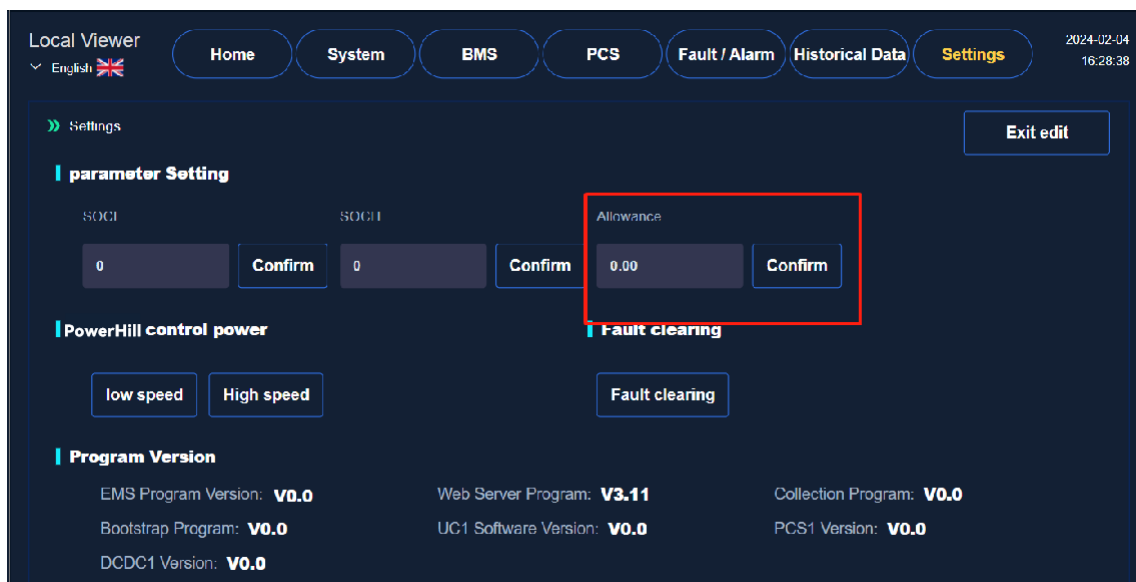 Local Viewer
English
Home
System
BMS
PCS
Fault / Alarm
Historical Data
Settings
2024-02-04
16:28:38
Settings
Exit edit
parameter Setting
Allowance
0
Confirm
0
Confirm
0.00
Confirm
PowerHill control power
Fault clearing
low speed
High speed
Fault clearing
Program Version
EMS Program Version: V0.0
Web Server Program: V3.11
Collection Program: V0.0
Bootstrap Program: V0.0
UC1 Software Version: V0.0
PCS1 Version: V0.0
DCDC1 Version: V0.0